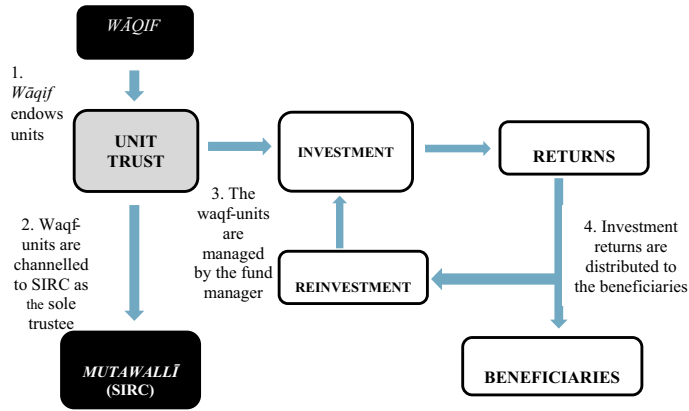 WĀQIF
1.
Wāqif
endows
units
UNIT
TRUST
INVESTMENT
RETURNS
2. Waqf-
units are
channelled
to SIRC as
the sole
trustee
3. The
waqf-units
are
managed
by the fund
manager
4. Investment
returns are
distributed to
the beneficiaries
REINVESTMENT
MUTAWALLĪ
(SIRC)
BENEFICIARIES